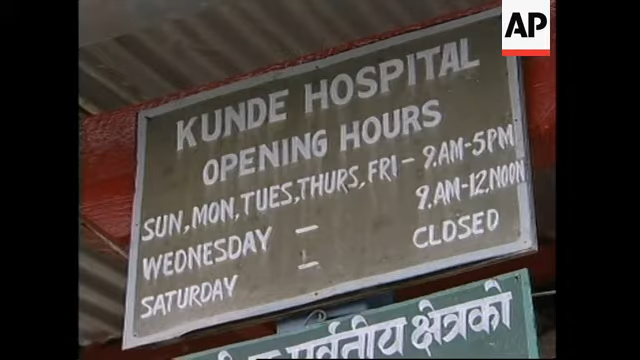 AP
KUNDE HOSPITAL
OPENING HOURS
SUN, MON, TUES, THURS, FRI - 9.AM-5PM
WEDNESDAY - 9.AM-12.NOON
SATURDAY - CLOSED
पर्वतीय क्षेत्रको